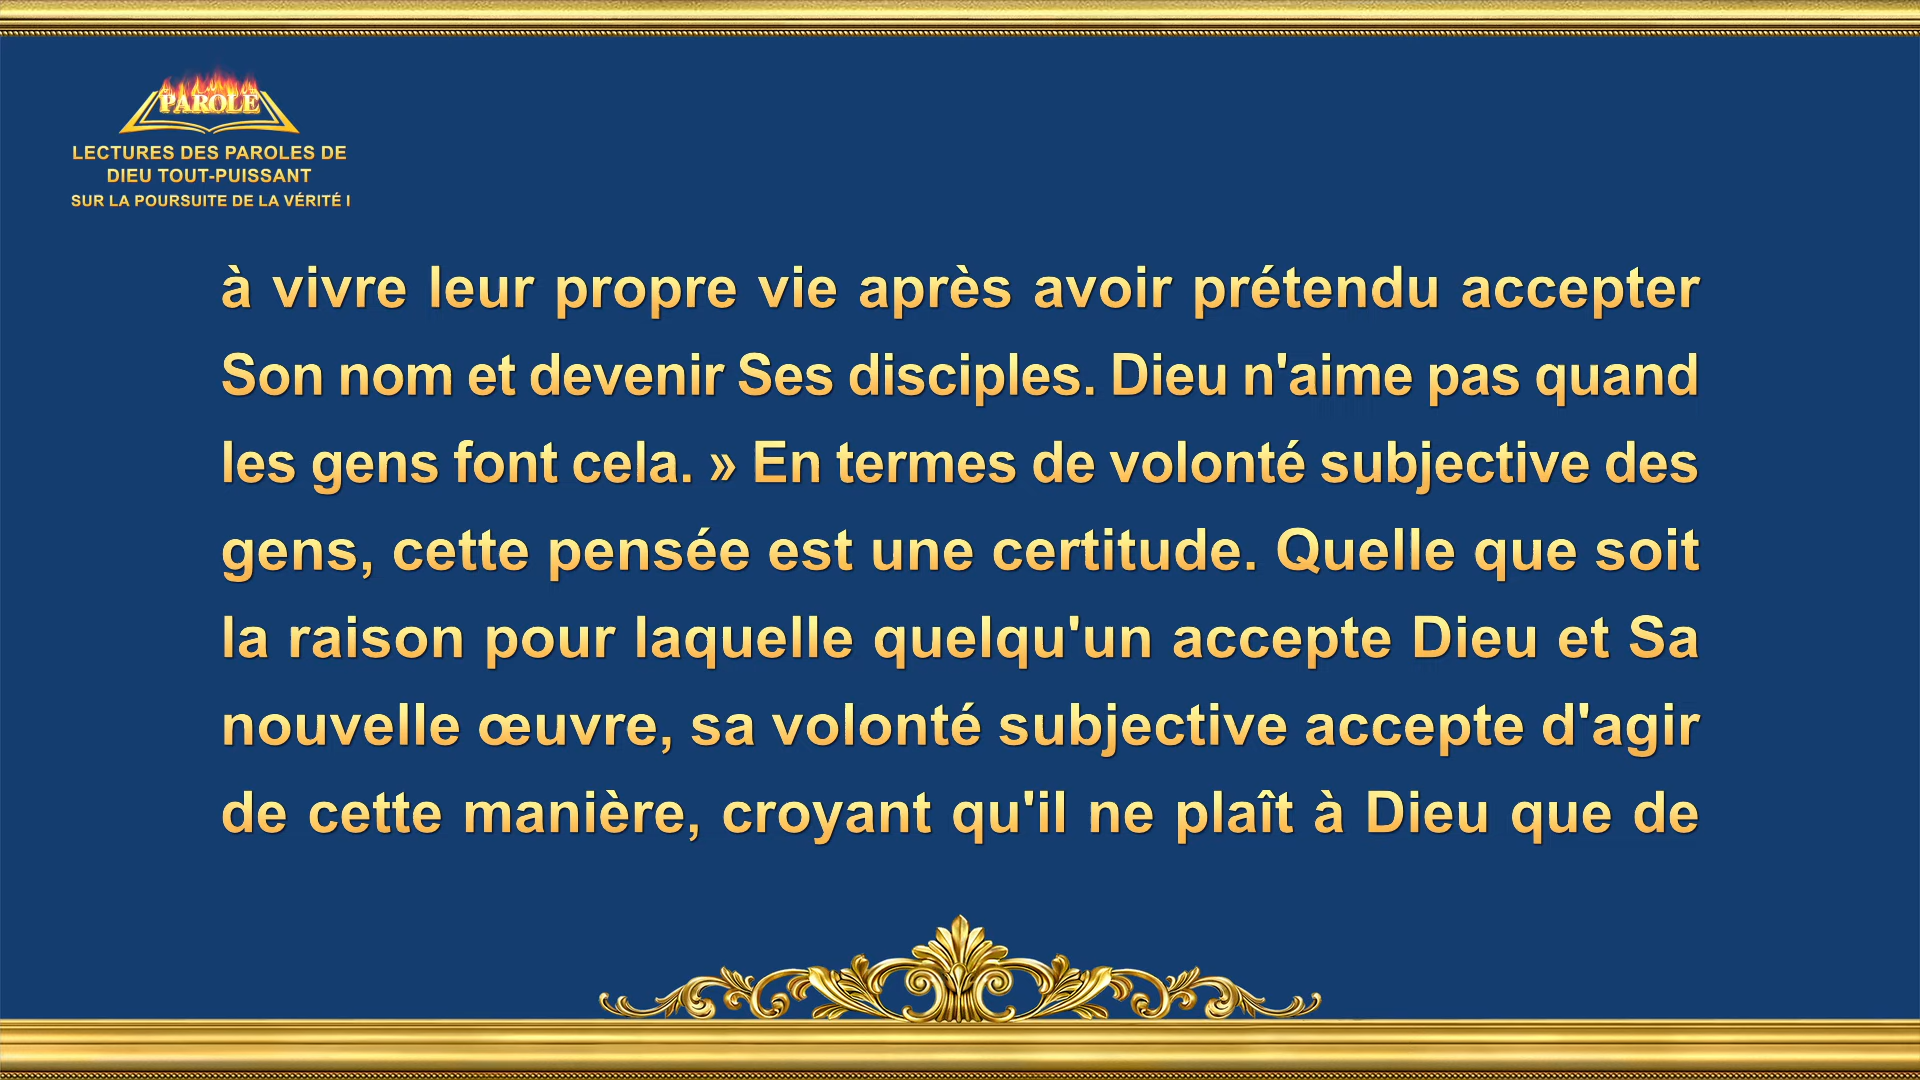 PAROLE
LECTURES DES PAROLES DE
DIEU TOUT-PUISSANT
SUR LA POURSUITE DE LA VÉRITÉ I
à vivre leur propre vie après avoir prétendu accepter
Son nom et devenir Ses disciples. Dieu n'aime pas quand
les gens font cela. » En termes de volonté subjective des
gens, cette pensée est une certitude. Quelle que soit
la raison pour laquelle quelqu'un accepte Dieu et Sa
nouvelle œuvre, sa volonté subjective accepte d'agir
de cette manière, croyant qu'il ne plaît à Dieu que de